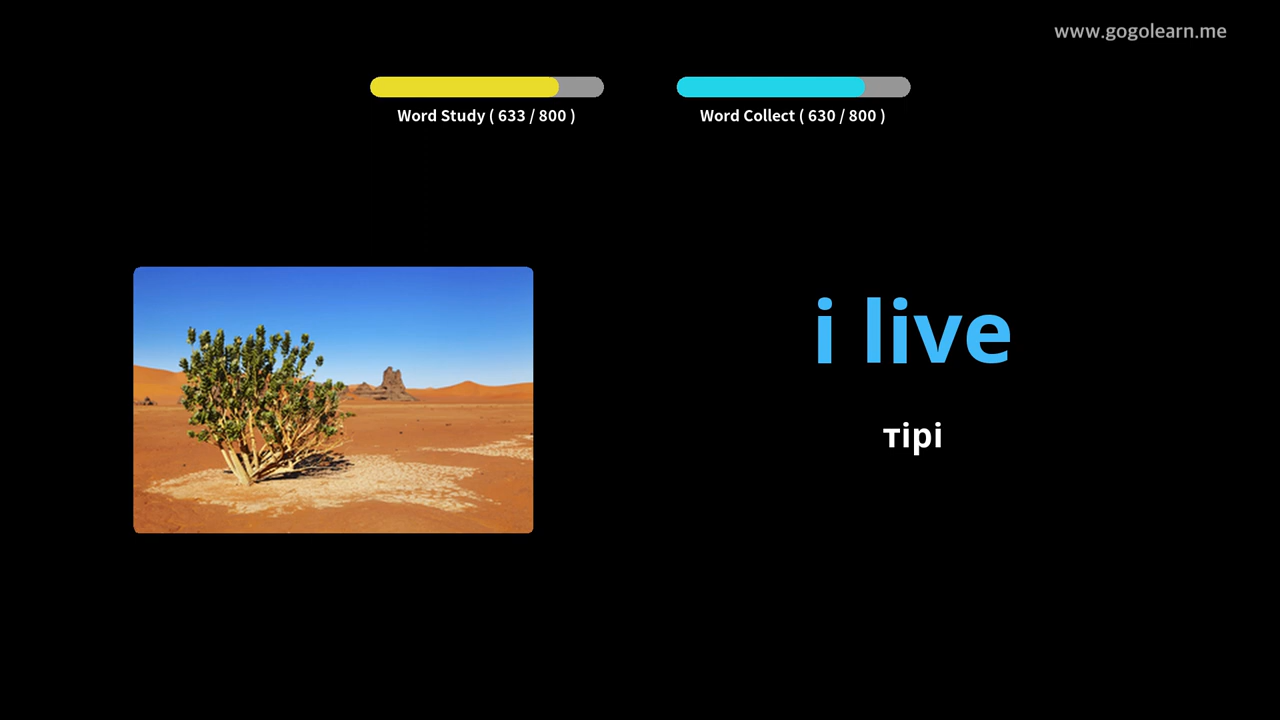 www.gogolearn.me
Word Study ( 633 / 800 )
Word Collect ( 630 / 800 )
i live
тірі